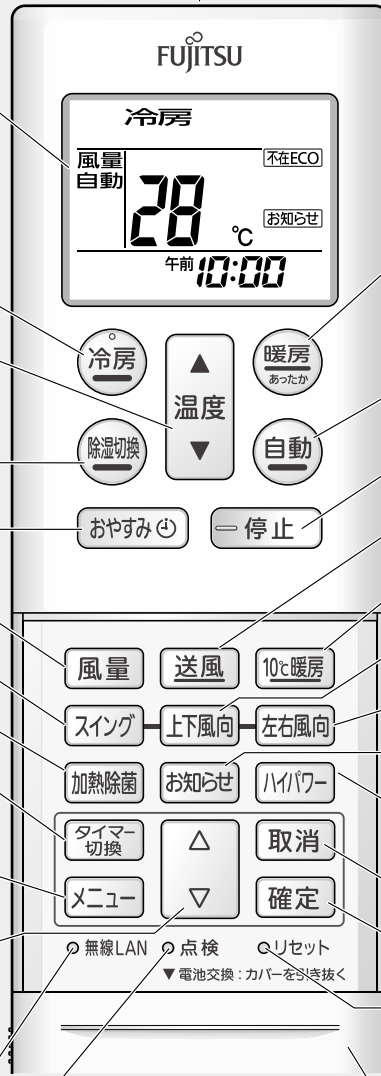 FUJITSU
冷房
風量
自動
不在ECO
28℃
お知らせ
午前10:00
冷房
▲
温度
▼
暖房
あったか
除湿切換
自動
おやすみ
停止
風量
送風
10℃暖房
スイング
上下風向
左右風向
加熱除菌
お知らせ
ハイパワー
タイマー
切換
△
取消
メニュー
▽
確定
無線LAN
点検
リセット
▼電池交換:カバーを引き抜く